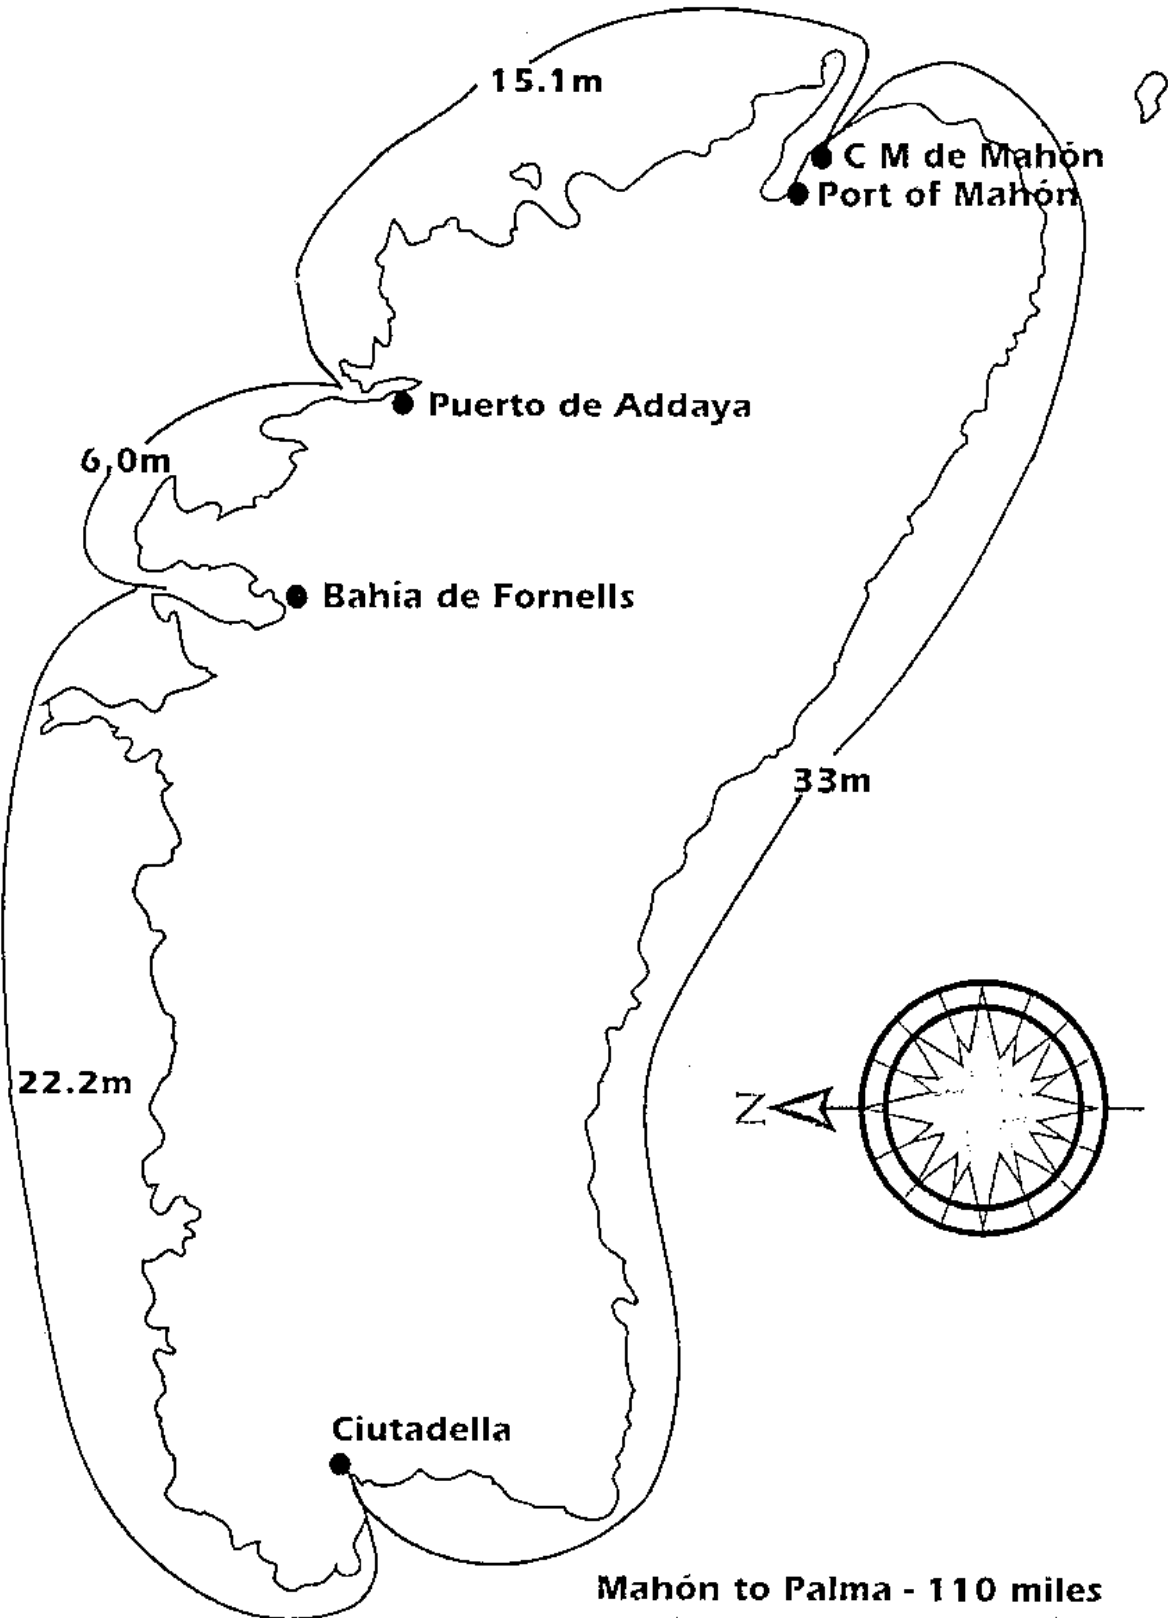 15.1m
C M de Mahón
Port of Mahón
Puerto de Addaya
6,0m
Bahía de Fornells
33m
22.2m
N
Ciutadella
Mahón to Palma - 110 miles